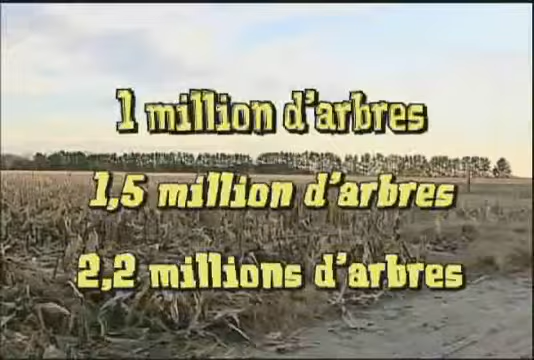 1 million d'arbres
1,5 million d'arbres
2,2 millions d'arbres